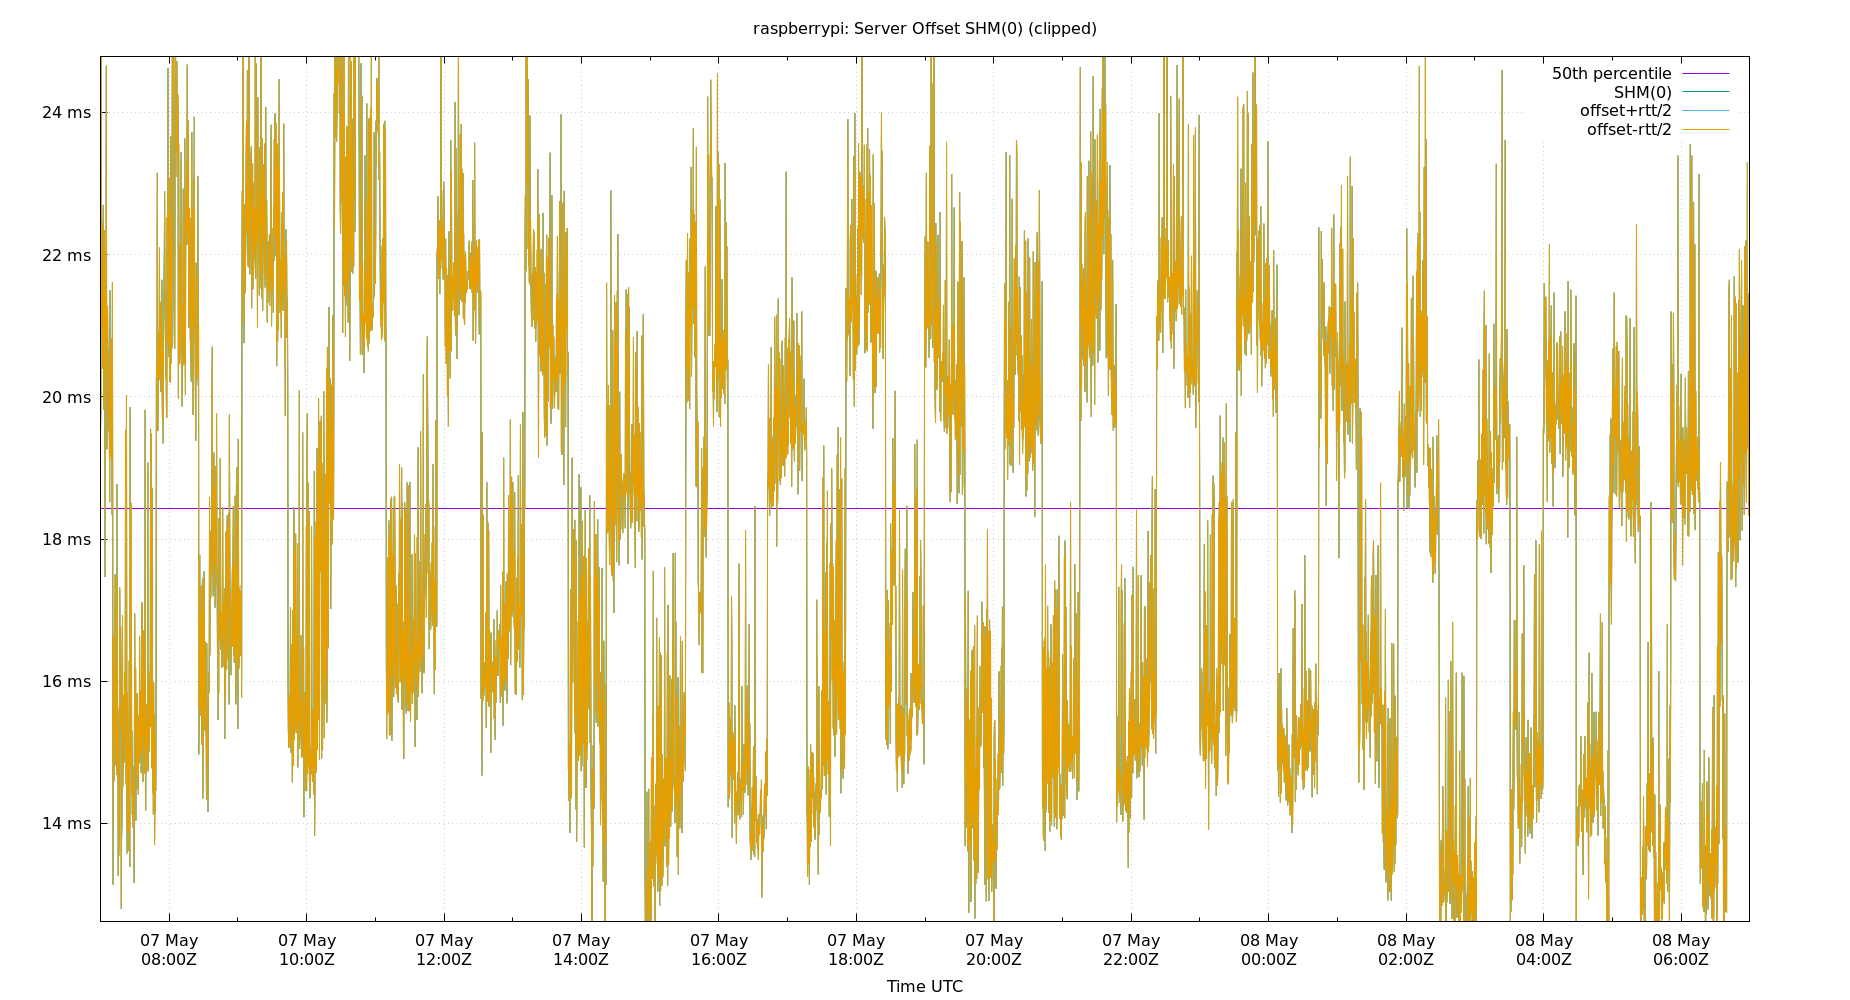 raspberrypi: Server Offset SHM(0) (clipped)
50th percentile
SHM(0)
offset+rtt/2
offset-rtt/2
24 ms
22 ms
20 ms
18 ms
16 ms
14 ms
07 May 07 May 07 May 07 May 07 May 07 May 07 May 07 May 08 May 08 May 08 May 08 May
08:00Z 10:00Z 12:00Z 14:00Z 16:00Z 18:00Z 20:00Z 22:00Z 00:00Z 02:00Z 04:00Z 06:00Z
Time UTC